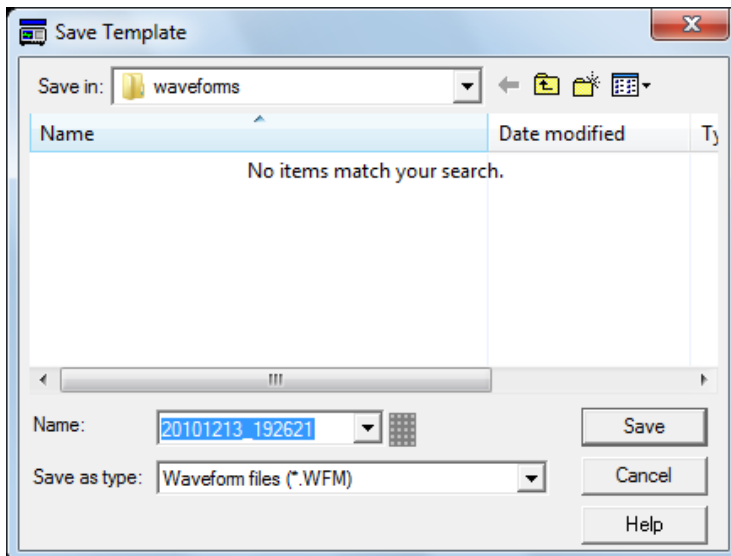 Save Template
Save in: waveforms
Name Date modified Ty
No items match your search.
Name: 20101213_192621 Save
Save as type: Waveform files (*.WFM) Cancel
Help